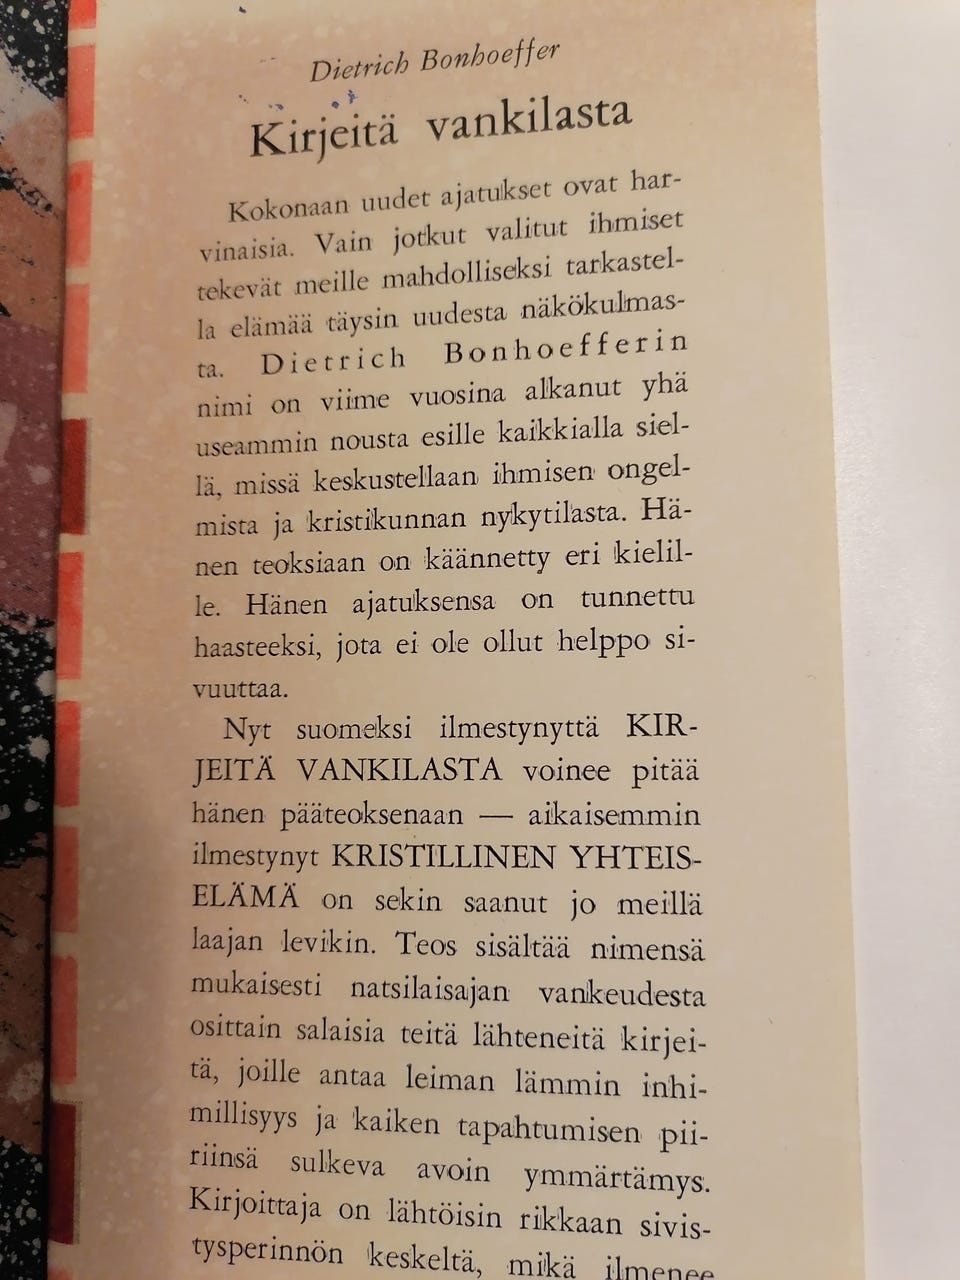 Dietrich Bonhoeffer
Kirjeitä vankilasta
Kokonaan uudet ajatukset ovat har-
vinaisia. Vain jotkut valitut ihmiset
tekevät meille mahdolliseksi tarkastel-
la elämää täysin uudesta näkökulmas-
ta. Dietrich Bonhoefferin
nimi on viime vuosina alkanut yhä
useammin nousta esille kaikkialla siel-
lä, missä keskustellaan ihmisen ongel-
mista ja kristikunnan nykytilasta. Hä-
nen teoksiaan on käännetty eri kielil-
le. Hänen ajatuksensa on tunnettu
haasteeksi, jota ei ole ollut helppo si-
vuuttaa.
Nyt suomeksi ilmestynyttä KIR-
JEITÄ VANKILASTA voinee pitää
hänen pääteoksenaan — aikaisemmin
ilmestynyt KRISTILLINEN YHTEIS-
ELÄMÄ on sekin saanut jo meillä
laajan levikin. Teos sisältää nimensä
mukaisesti natsilaisajan vankeudesta
osittain salaisia teitä lähteneitä kirjei-
tä, joille antaa leiman lämmin inhi-
millisyys ja kaiken tapahtumisen pii-
riinsä sulkeva avoin ymmärtämys.
Kirjoittaja on lähtöisin rikkaan sivis-
tysperinnön keskeltä, mikä ilmenee